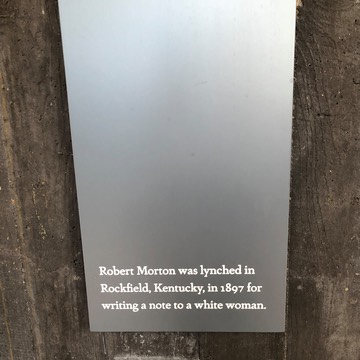 Robert Morton was lynched in
Rockfield, Kentucky, in 1897 for
writing a note to a white woman.